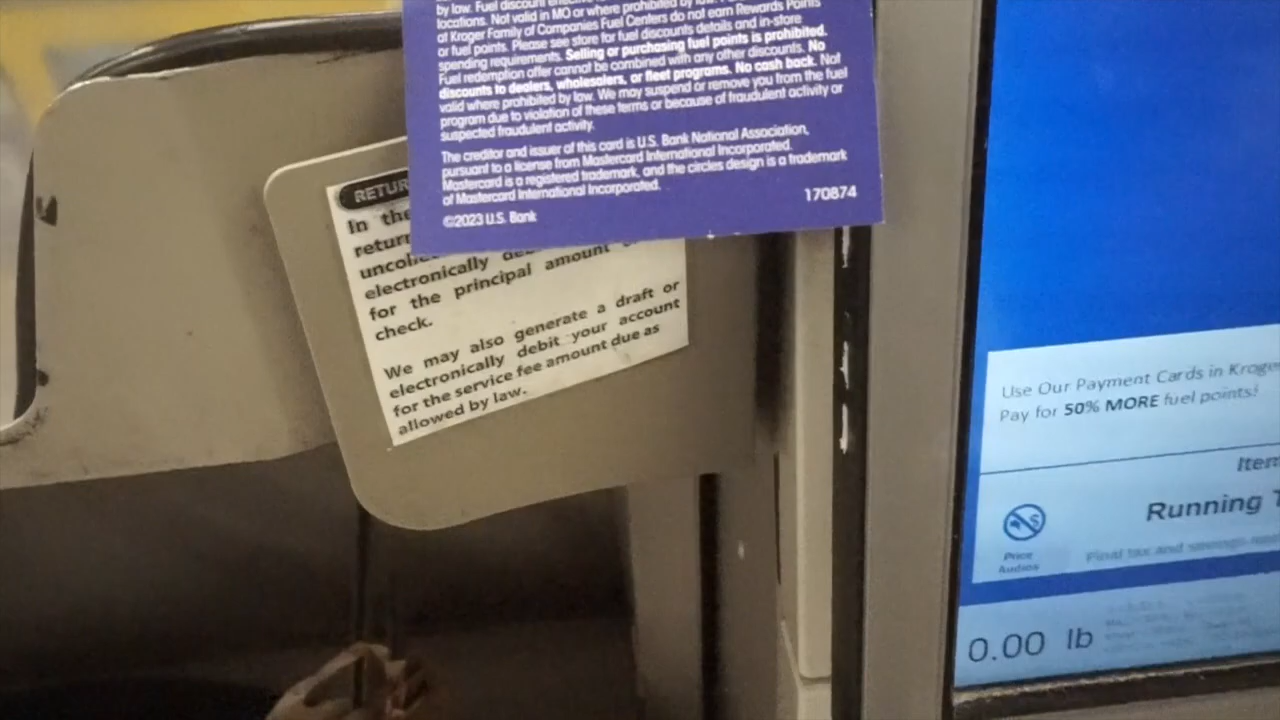 by law. Fuel discount
locations. Not valid in MO or where prohibited by law.
at Kroger Family of Companies Fuel Centers do not earn Rewards Points
or fuel points. Please see store for fuel discounts details and in-store
spending requirements. Selling or purchasing fuel points is prohibited.
Fuel redemption offer cannot be combined with any other discounts. No
discounts to dealers, wholesalers, or fleet programs. No cash back. Not
valid where prohibited by law. We may suspend or remove you from the fuel
program due to violation of these terms or because of fraudulent activity or
suspected fraudulent activity.
The creditor and issuer of this card is U.S. Bank National Association,
pursuant to a license from Mastercard International Incorporated.
Mastercard is a registered trademark, and the circles design is a trademark
of Mastercard International Incorporated.
170874
©2023 U.S. Bank
RETUR
In the
return
electronically
for the principal amount
check.
We may also generate a draft or
electronically debit your account
for the service fee amount due as
allowed by law.
Use Our Payment Cards in Kroger
Pay for 50% MORE fuel points!
Item
Running T
Price
Audios
Final tax and savings
0.00 lb